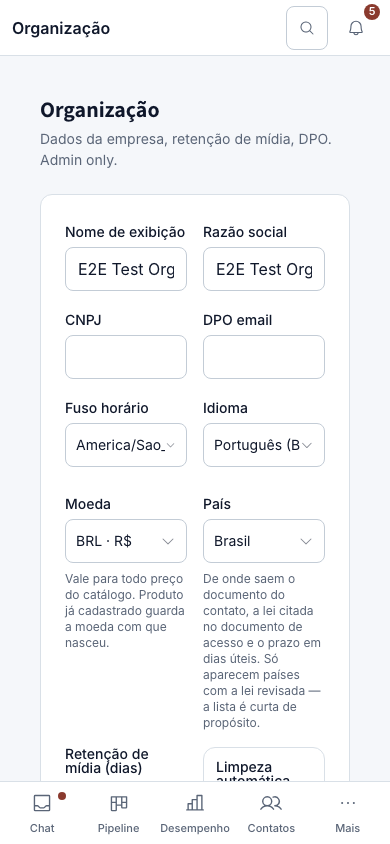 Organização
5
Organização
Dados da empresa, retenção de mídia, DPO.
Admin only.
Nome de exibição
Razão social
E2E Test Org
E2E Test Org
CNPJ
DPO email
Fuso horário
Idioma
America/Sao_
Português (B
Moeda
País
BRL · R$
Brasil
Vale para todo preço
do catálogo. Produto
já cadastrado guarda
a moeda com que
nasceu.
De onde saem o
documento do
contato, a lei citada
no documento de
acesso e o prazo em
dias úteis. Só
aparecem países
com a lei revisada —
a lista é curta de
propósito.
Retenção de
mídia (dias)
Limpeza
automática
Chat
Pipeline
Desempenho
Contatos
Mais